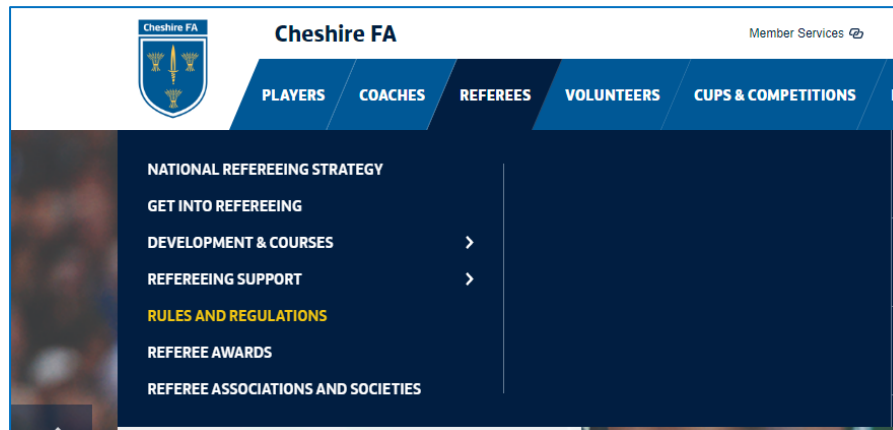 Cheshire FA
Cheshire FA
Member Services
PLAYERS COACHES REFEREES VOLUNTEERS CUPS & COMPETITIONS
NATIONAL REFEREEING STRATEGY
GET INTO REFEREEING
DEVELOPMENT & COURSES
REFEREEING SUPPORT
RULES AND REGULATIONS
REFEREE AWARDS
REFEREE ASSOCIATIONS AND SOCIETIES